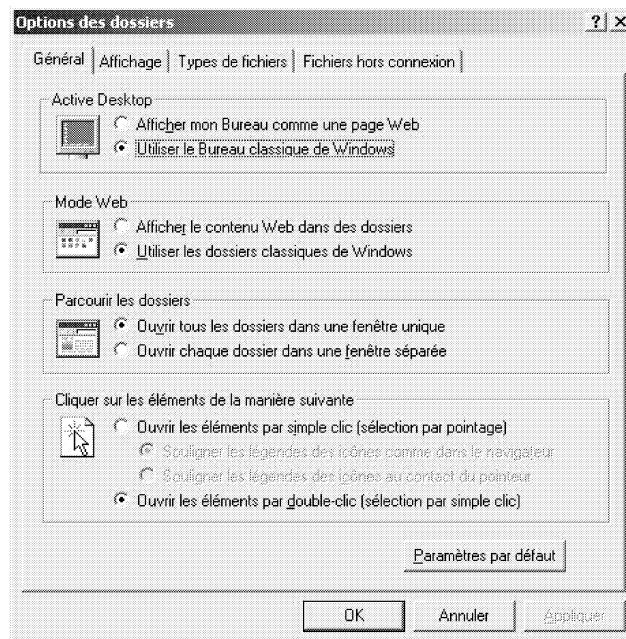 Options des dossiers
Général Affichage Types de fichiers Fichiers hors connexion
Active Desktop
Afficher mon Bureau comme une page Web
Utiliser le Bureau classique de Windows
Mode Web
Afficher le contenu Web dans des dossiers
Utiliser les dossiers classiques de Windows
Parcourir les dossiers
Ouvrir tous les dossiers dans une fenêtre unique
Ouvrir chaque dossier dans une fenêtre séparée
Cliquer sur les éléments de la manière suivante
Ouvrir les éléments par simple clic (sélection par pointage)
Souligner les légendes des icônes comme dans le navigateur
Souligner les légendes des icônes au contact du pointeur
Ouvrir les éléments par double-clic (sélection par simple clic)
Paramètres par défaut
OK Annuler Appliquer